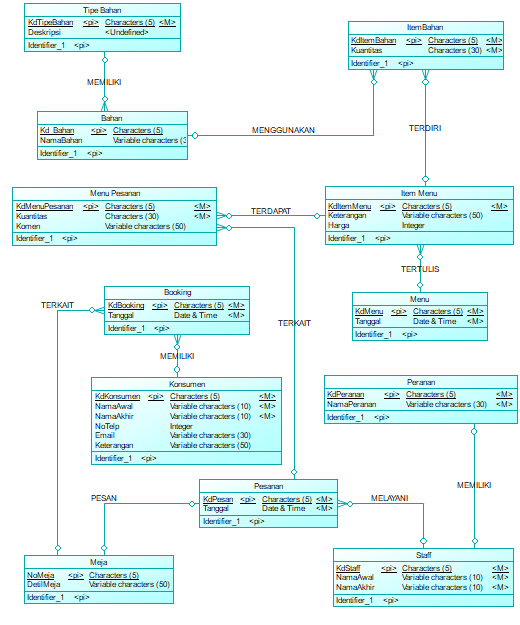 Tipe Bahan
KdTipeBahan <pi> Characters (5) <M>
Deskripsi <Undefined>
Identifier_1 <pi>
ItemBahan
KdItemBahan <pi> Characters (5) <M>
Kuantitas Characters (30) <M>
Identifier_1 <pi>
MEMILIKI
Bahan
Kd_Bahan <pi> Characters (5)
NamaBahan Variable characters (3
Identifier_1 <pi>
MENGGUNAKAN
TERDIRI
Menu Pesanan
KdMenuPesanan <pi> Characters (5) <M>
Kuantitas Characters (30) <M>
Komen Variable characters (50)
Identifier_1 <pi>
TERDAPAT
Item Menu
KdItemMenu <pi> Characters (5) <M>
Keterangan Variable characters (50)
Harga Integer
Identifier_1 <pi>
TERTULIS
Booking
KdBooking <pi> Characters (5) <M>
Tanggal Date & Time <M>
Identifier_1 <pi>
TERKAIT
TERKAIT
Menu
KdMenu <pi> Characters (5) <M>
Tanggal Date & Time <M>
Identifier_1 <pi>
MEMILIKI
Konsumen
KdKonsumen <pi> Characters (5) <M>
NamaAwal Variable characters (10) <M>
NamaAkhir Variable characters (10) <M>
NoTelp Integer
Email Variable characters (30)
Keterangan Variable characters (50)
Identifier_1 <pi>
Peranan
KdPeranan <pi> Characters (5) <M>
NamaPeranan Variable characters (30) <M>
Identifier_1 <pi>
MEMILIKI
Pesanan
KdPesan <pi> Characters (5) <M>
Tanggal Date & Time <M>
Identifier_1 <pi>
PESAN
MELAYANI
Meja
NoMeja <pi> Characters (5)
DetilMeja Variable characters (50)
Identifier_1 <pi>
Staff
KdStaff <pi> Characters (5) <M>
NamaAwal Variable characters (10) <M>
NamaAkhir Variable characters (10) <M>
Identifier_1 <pi>